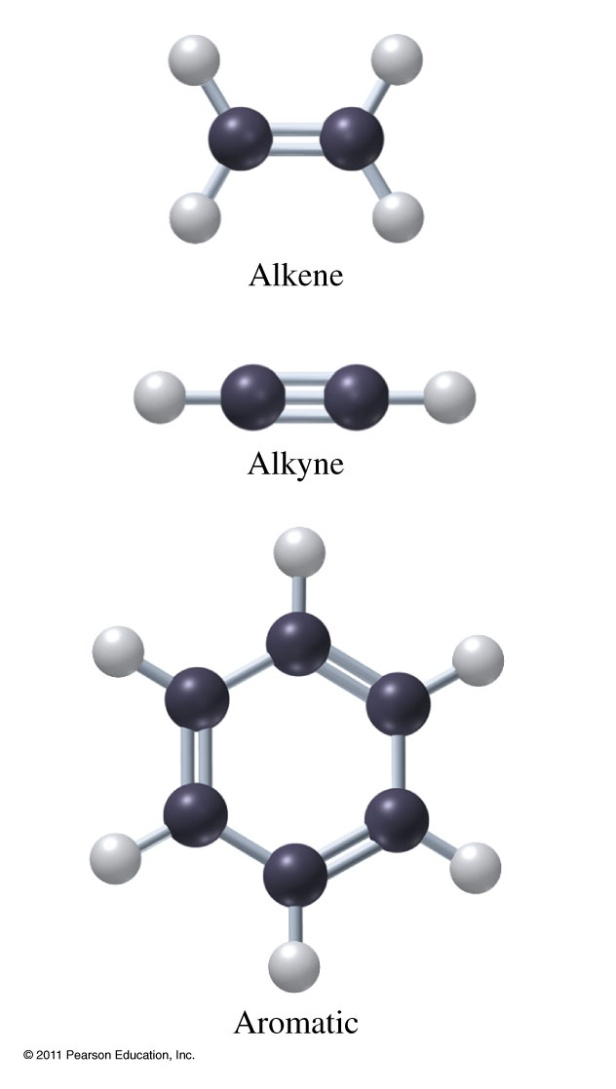 Alkene
Alkyne
Aromatic
© 2011 Pearson Education, Inc.